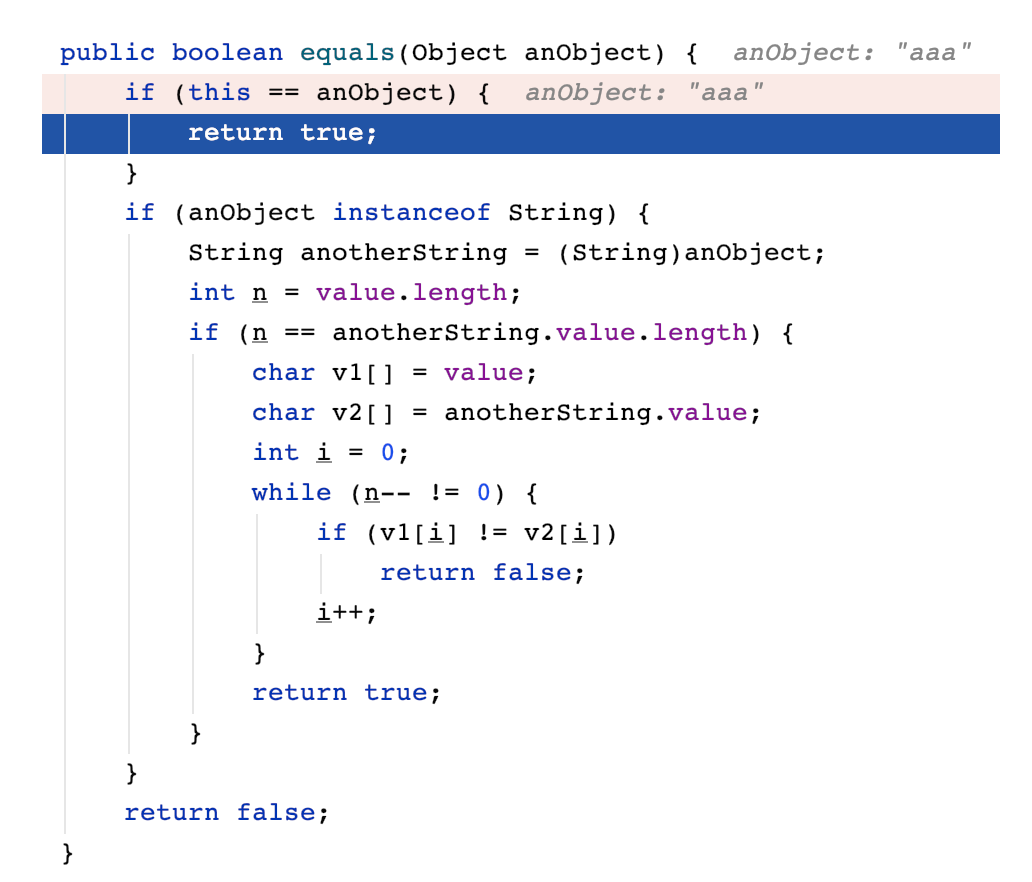 public boolean equals(Object anObject) {  anObject: "aaa"
    if (this == anObject) {  anObject: "aaa"
        return true;
    }
    if (anObject instanceof String) {
        String anotherString = (String)anObject;
        int n = value.length;
        if (n == anotherString.value.length) {
            char v1[] = value;
            char v2[] = anotherString.value;
            int i = 0;
            while (n-- != 0) {
                if (v1[i] != v2[i])
                    return false;
                i++;
            }
            return true;
        }
    }
    return false;
}